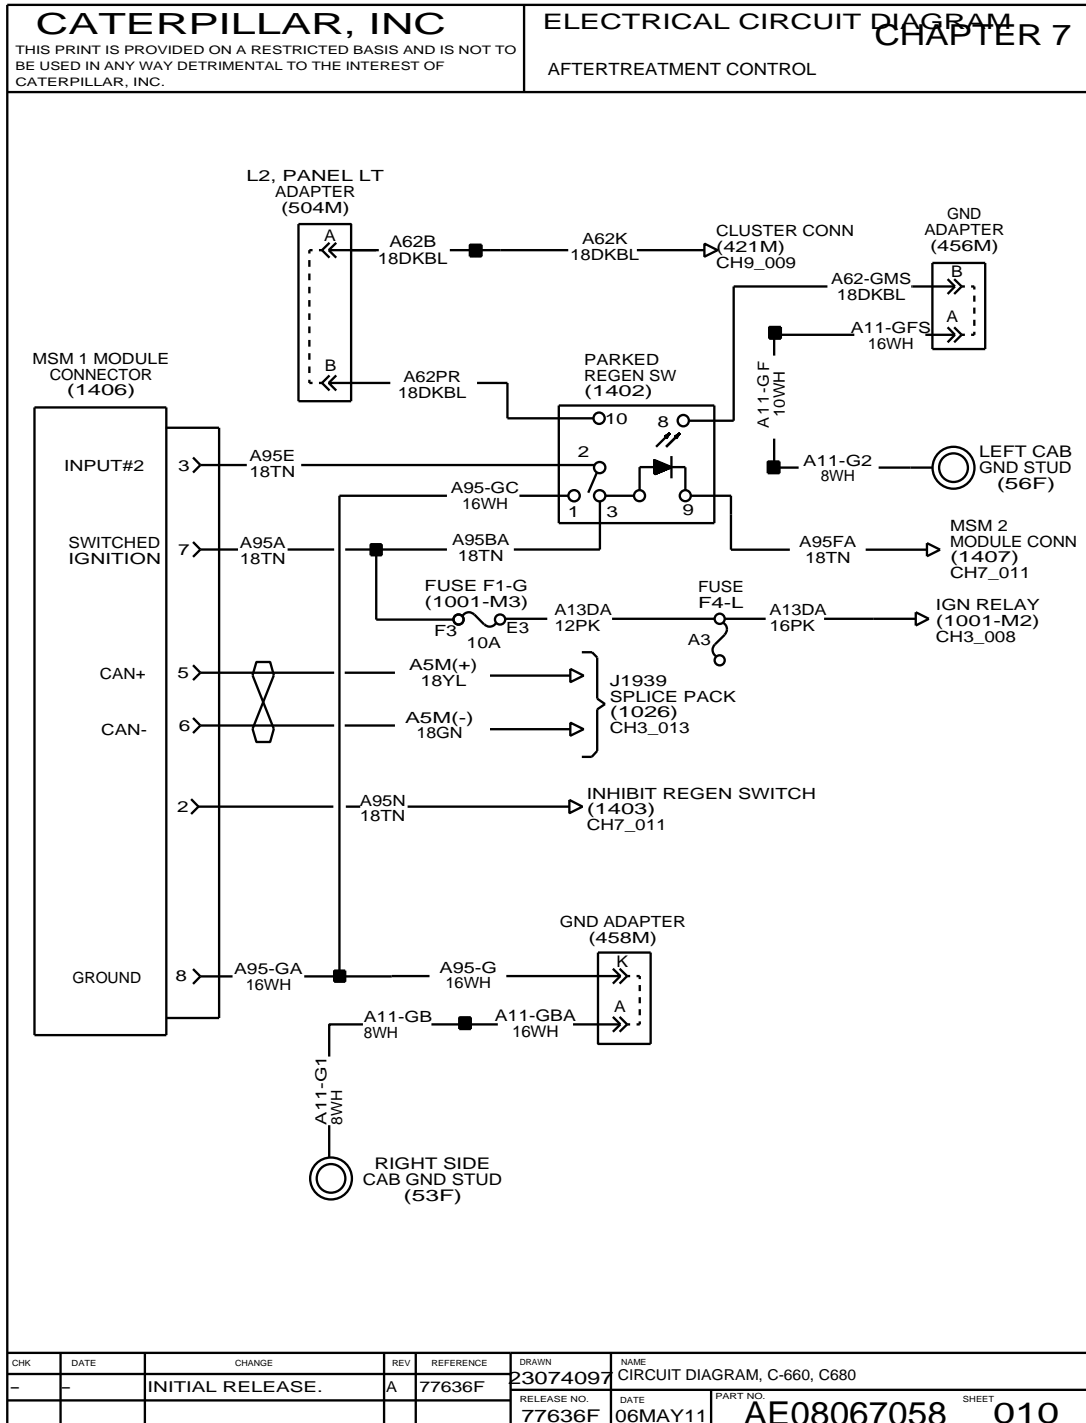 CATERPILLAR, INC
THIS PRINT IS PROVIDED ON A RESTRICTED BASIS AND IS NOT TO
BE USED IN ANY WAY DETRIMENTAL TO THE INTEREST OF
CATERPILLAR, INC.
ELECTRICAL CIRCUIT DIAGRAM
CHAPTER 7
AFTERTREATMENT CONTROL
L2, PANEL LT
ADAPTER
(504M)
A
A62B
18DKBL
A62K
18DKBL
CLUSTER CONN
(421M)
CH9_009
GND
ADAPTER
(456M)
B
A62-GMS
18DKBL
A
A11-GFS
16WH
A11-GF
10WH
B
A62PR
18DKBL
PARKED
REGEN SW
(1402)
10
8
2
1
3
9
MSM 1 MODULE
CONNECTOR
(1406)
INPUT#2
3
A95E
18TN
A95-GC
16WH
A11-G2
8WH
LEFT CAB
GND STUD
(56F)
SWITCHED
IGNITION
7
A95A
18TN
A95BA
18TN
A95FA
18TN
MSM 2
MODULE CONN
(1407)
CH7_011
FUSE F1-G
(1001-M3)
F3
10A
E3
A13DA
12PK
FUSE
F4-L
A3
A13DA
16PK
IGN RELAY
(1001-M2)
CH3_008
CAN+
5
A5M(+)
18YL
CAN-
6
A5M(-)
18GN
J1939
SPLICE PACK
(1026)
CH3_013
2
A95N
18TN
INHIBIT REGEN SWITCH
(1403)
CH7_011
GND ADAPTER
(458M)
GROUND
8
A95-GA
16WH
A95-G
16WH
K
A
A11-GB
8WH
A11-GBA
16WH
A11-G1
8WH
RIGHT SIDE
CAB GND STUD
(53F)
CHK
DATE
CHANGE
REV
REFERENCE
DRAWN
23074097
NAME
CIRCUIT DIAGRAM, C-660, C680
–
–
INITIAL RELEASE.
A
77636F
RELEASE NO.
77636F
DATE
06MAY11
PART NO.
AE08067058
SHEET
010